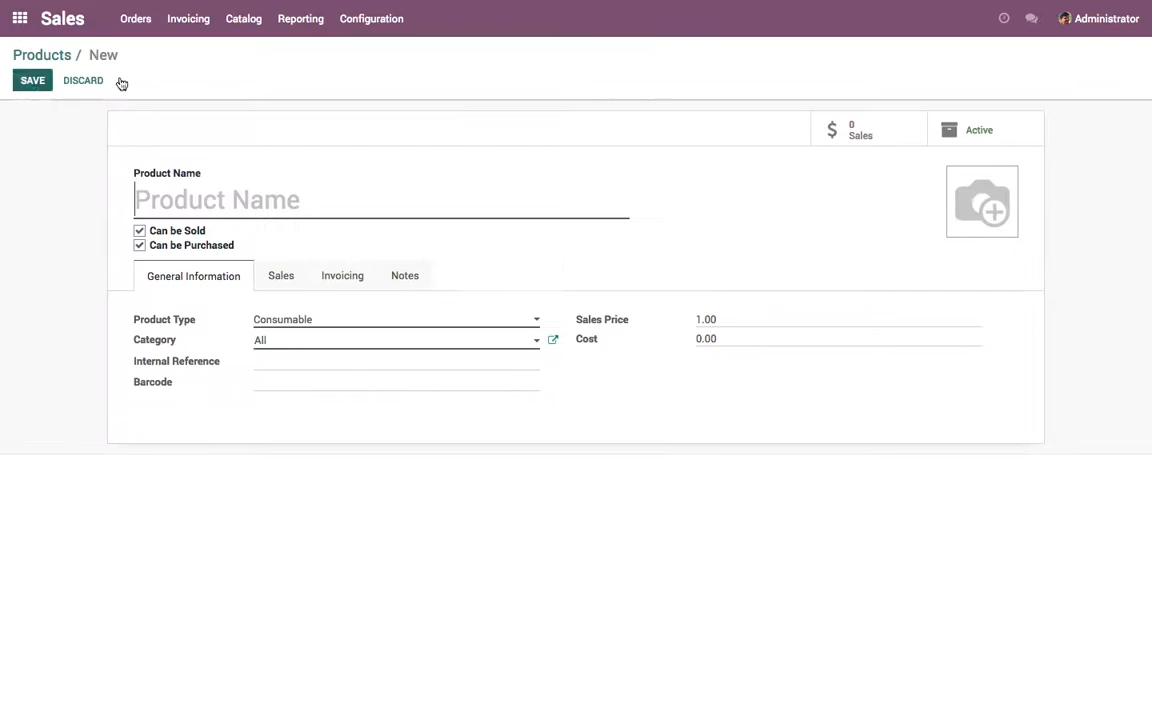 Sales Orders Invoicing Catalog Reporting Configuration Administrator
Products / New
SAVE DISCARD
0
Sales
Active
Product Name
Product Name
Can be Sold
Can be Purchased
General Information Sales Invoicing Notes
Product Type Consumable Sales Price 1.00
Category All Cost 0.00
Internal Reference
Barcode